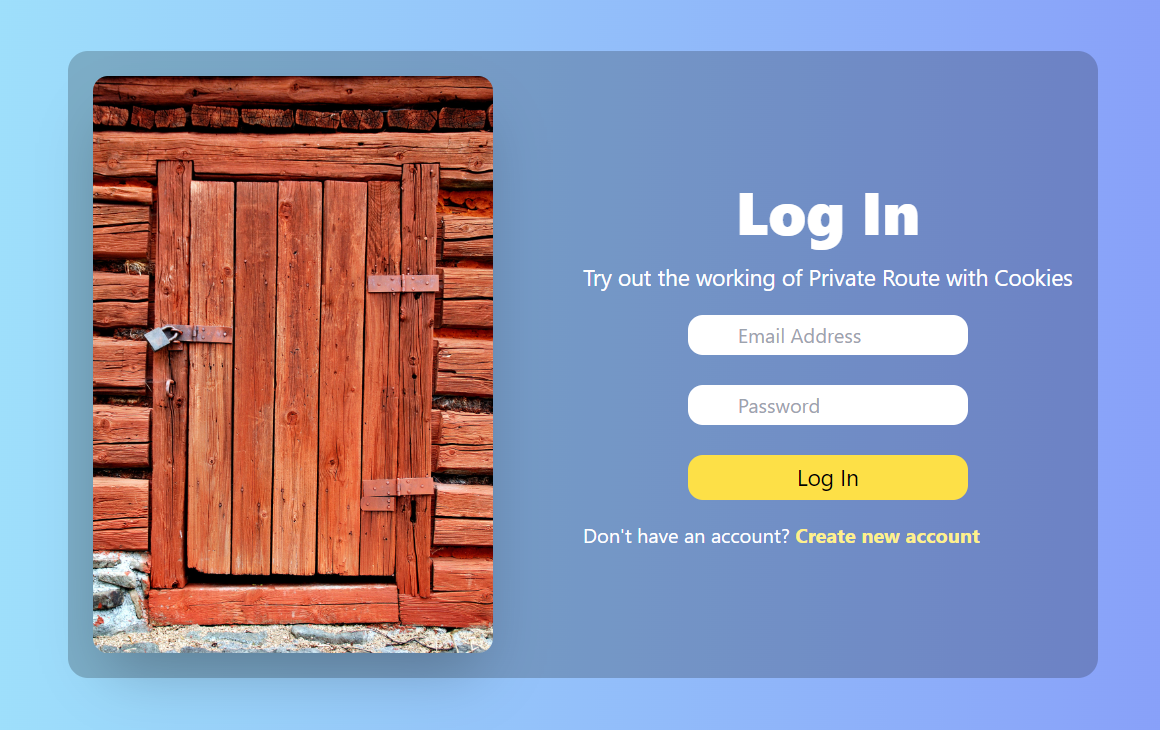 Log In
Try out the working of Private Route with Cookies
Email Address
Password
Log In
Don't have an account? Create new account